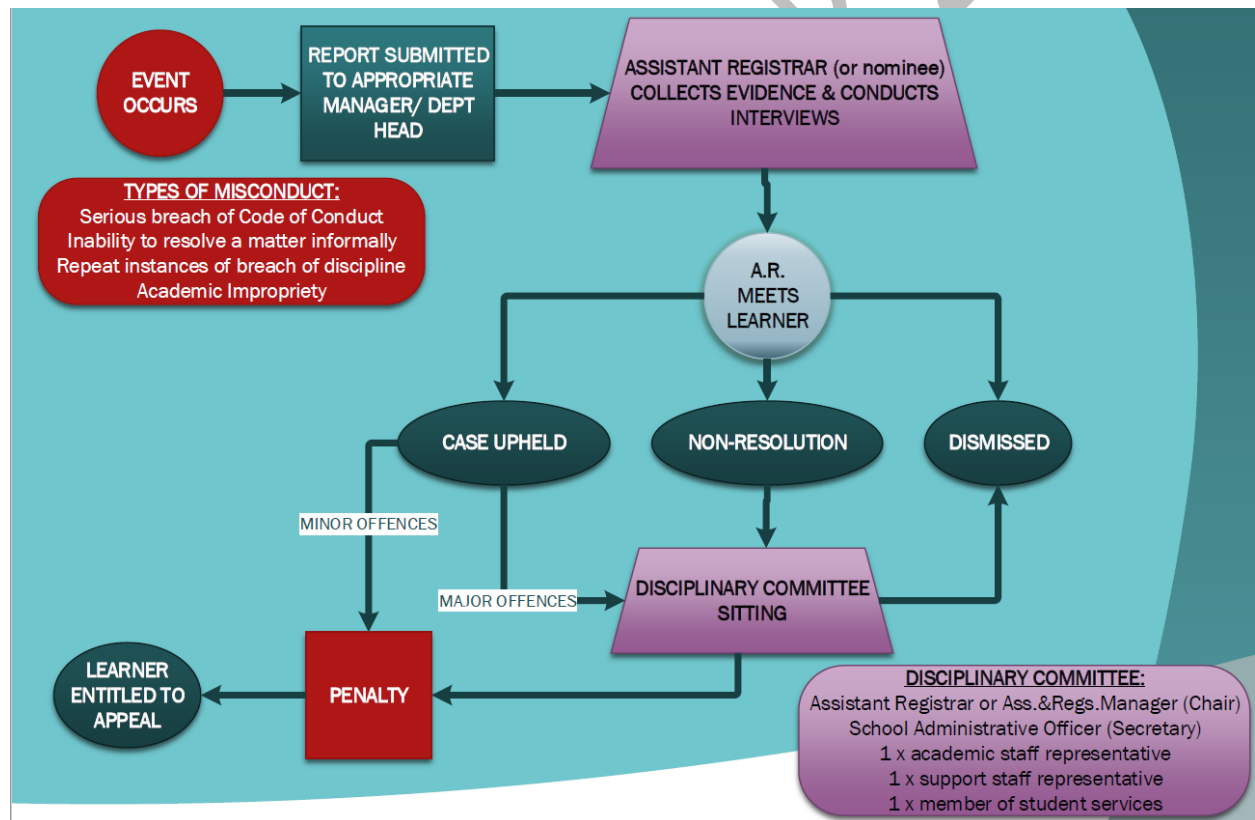 EVENT
OCCURS
REPORT SUBMITTED
TO APPROPRIATE
MANAGER/ DEPT
HEAD
ASSISTANT REGISTRAR (or nominee)
COLLECTS EVIDENCE & CONDUCTS
INTERVIEWS
TYPES OF MISCONDUCT:
Serious breach of Code of Conduct
Inability to resolve a matter informally
Repeat instances of breach of discipline
Academic Impropriety
A.R.
MEETS
LEARNER
CASE UPHELD
NON-RESOLUTION
DISMISSED
MINOR OFFENCES
MAJOR OFFENCES
DISCIPLINARY COMMITTEE
SITTING
LEARNER
ENTITLED TO
APPEAL
PENALTY
DISCIPLINARY COMMITTEE:
Assistant Registrar or Ass.&Regs.Manager (Chair)
School Administrative Officer (Secretary)
1 x academic staff representative
1 x support staff representative
1 x member of student services